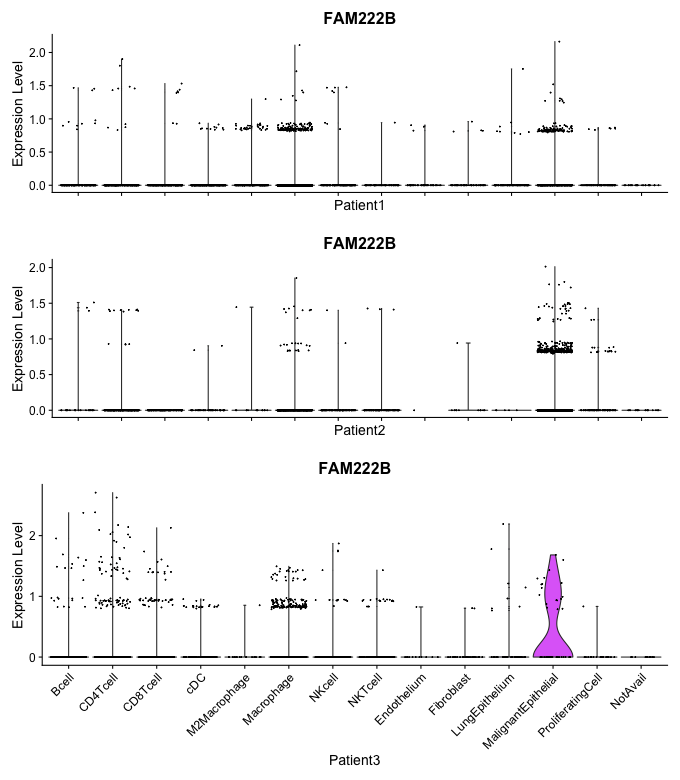 FAM222B
Expression Level
2.0
1.5
1.0
0.5
0.0
Patient1
FAM222B
Expression Level
2.0
1.5
1.0
0.5
0.0
Patient2
FAM222B
Expression Level
2
1
0
Bcell
CD4Tcell
CD8Tcell
cDC
M2Macrophage
Macrophage
NKcell
NKTcell
Endothelium
Fibroblast
LungEpithelium
MalignantEpithelial
ProliferatingCell
NotAvail
Patient3